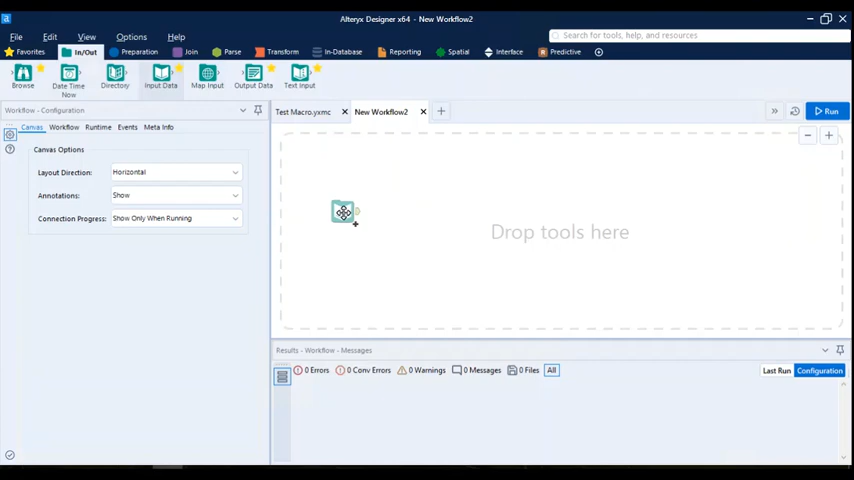 Alteryx Designer x64 - New Workflow2
File Edit View Options Help
Search for tools, help, and resources
Favorites In/Out Preparation Join Parse Transform In-Database Reporting Spatial Interface Predictive
Browse Date Time Now Directory Input Data Map Input Output Data Text Input
Workflow - Configuration
Test Macro.yxmc New Workflow2
Run
Canvas Workflow Runtime Events Meta Info
Canvas Options
Layout Direction: Horizontal
Annotations: Show
Connection Progress: Show Only When Running
Drop tools here
Results - Workflow - Messages
0 Errors 0 Conv Errors 0 Warnings 0 Messages 0 Files All Last Run Configuration